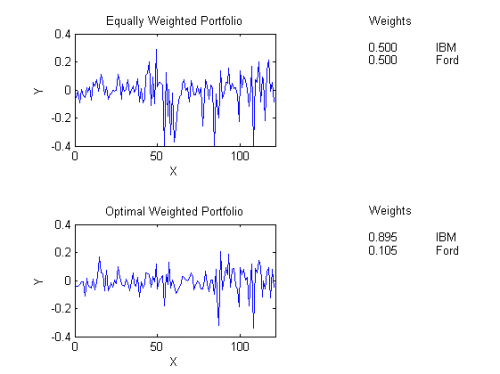 Equally Weighted Portfolio
Weights
0.4
0.2
0
-0.2
-0.4
Y
0 50 100
X
0.500 IBM
0.500 Ford
Optimal Weighted Portfolio
Weights
0.4
0.2
0
-0.2
-0.4
Y
0 50 100
X
0.895 IBM
0.105 Ford